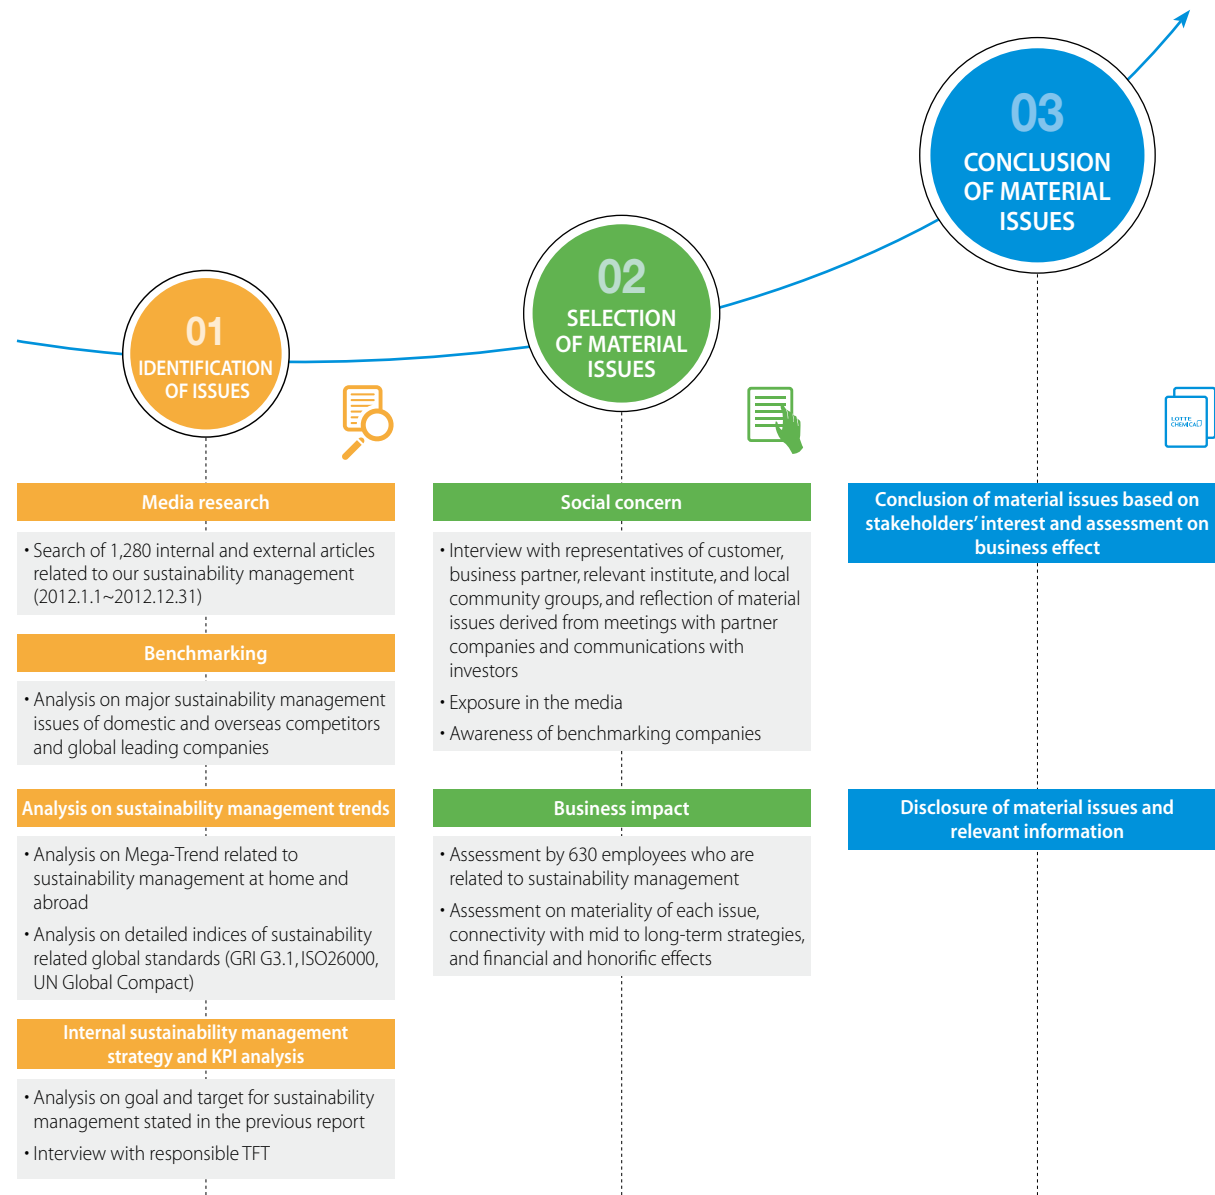 01
IDENTIFICATION
OF ISSUES
Media research
• Search of 1,280 internal and external articles
related to our sustainability management
(2012.1.1~2012.12.31)
Benchmarking
• Analysis on major sustainability management
issues of domestic and overseas competitors
and global leading companies
Analysis on sustainability management trends
• Analysis on Mega-Trend related to
sustainability management at home and
abroad
• Analysis on detailed indices of sustainability
related global standards (GRI G3.1, ISO26000,
UN Global Compact)
Internal sustainability management
strategy and KPI analysis
• Analysis on goal and target for sustainability
management stated in the previous report
• Interview with responsible TFT
02
SELECTION
OF MATERIAL
ISSUES
Social concern
• Interview with representatives of customer,
business partner, relevant institute, and local
community groups, and reflection of material
issues derived from meetings with partner
companies and communications with
investors
• Exposure in the media
• Awareness of benchmarking companies
Business impact
• Assessment by 630 employees who are
related to sustainability management
• Assessment on materiality of each issue,
connectivity with mid to long-term strategies,
and financial and honorific effects
03
CONCLUSION
OF MATERIAL
ISSUES
LOTTE
CHEMICAL
Conclusion of material issues based on
stakeholders' interest and assessment on
business effect
Disclosure of material issues and
relevant information